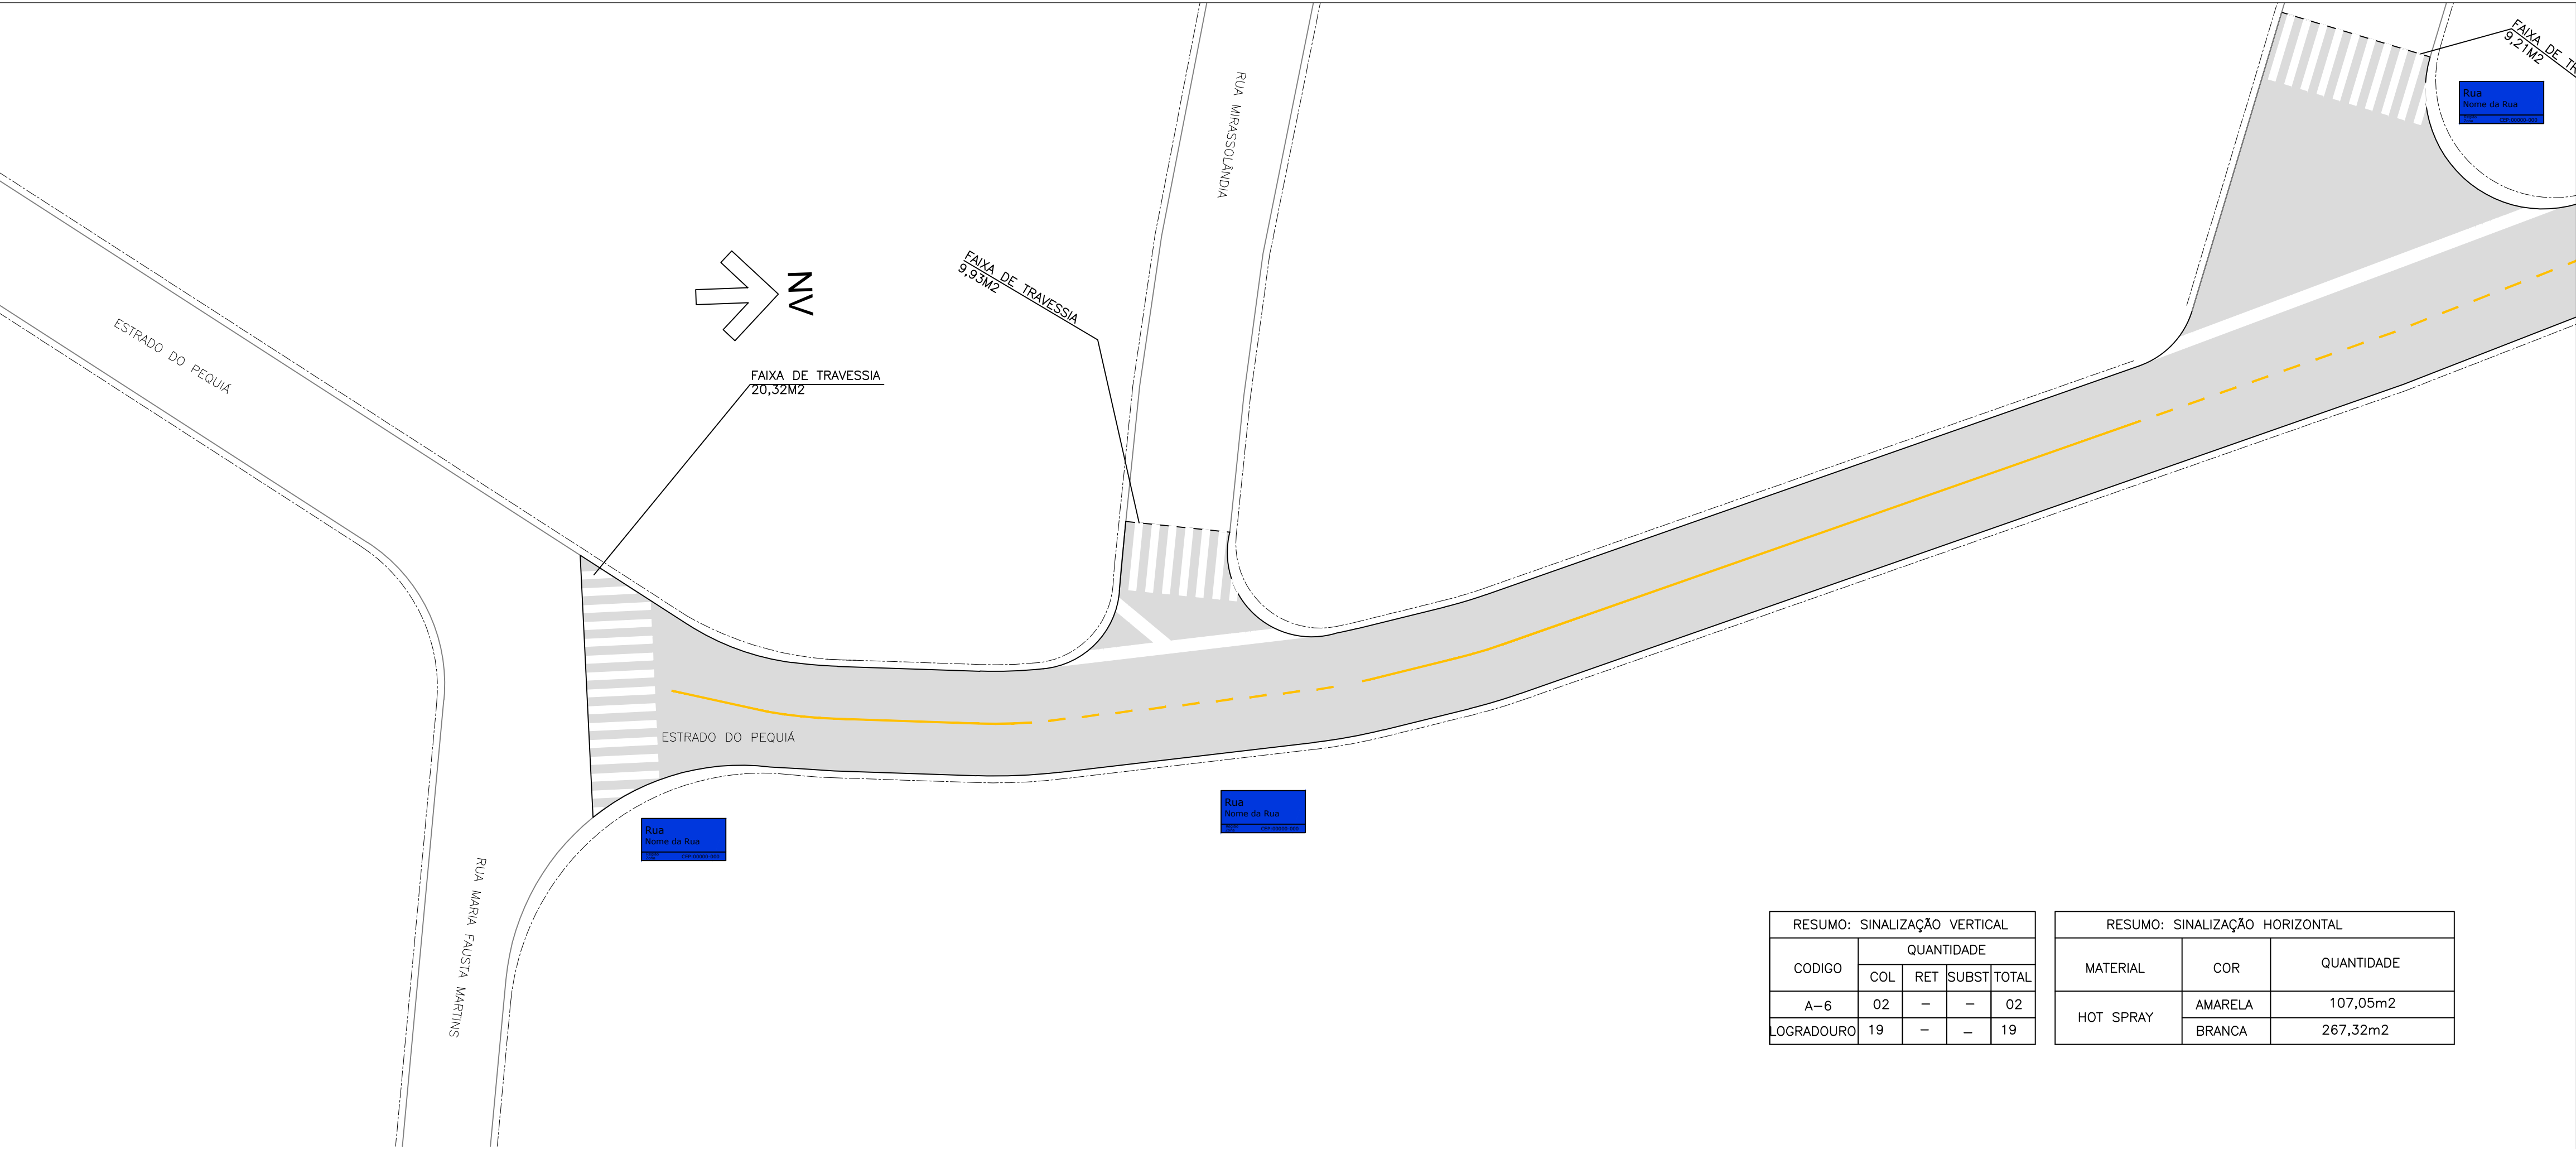 FAIXA DE TR
9,21M2
Rua
Nome da Rua
RUA MIRASSOLÂNDIA
NV
FAIXA DE TRAVESSIA
9,93M2
ESTRADO DO PEQUIÁ
FAIXA DE TRAVESSIA
20,32M2
ESTRADO DO PEQUIÁ
Rua
Nome da Rua
Rua
Nome da Rua
RUA MARIA FAUSTA MARTINS
RESUMO: SINALIZAÇÃO VERTICAL
CODIGO QUANTIDADE
COL RET SUBST TOTAL
A-6 02 - - 02
LOGRADOURO 19 - - 19
RESUMO: SINALIZAÇÃO HORIZONTAL
MATERIAL COR QUANTIDADE
HOT SPRAY AMARELA 107,05m2
BRANCA 267,32m2